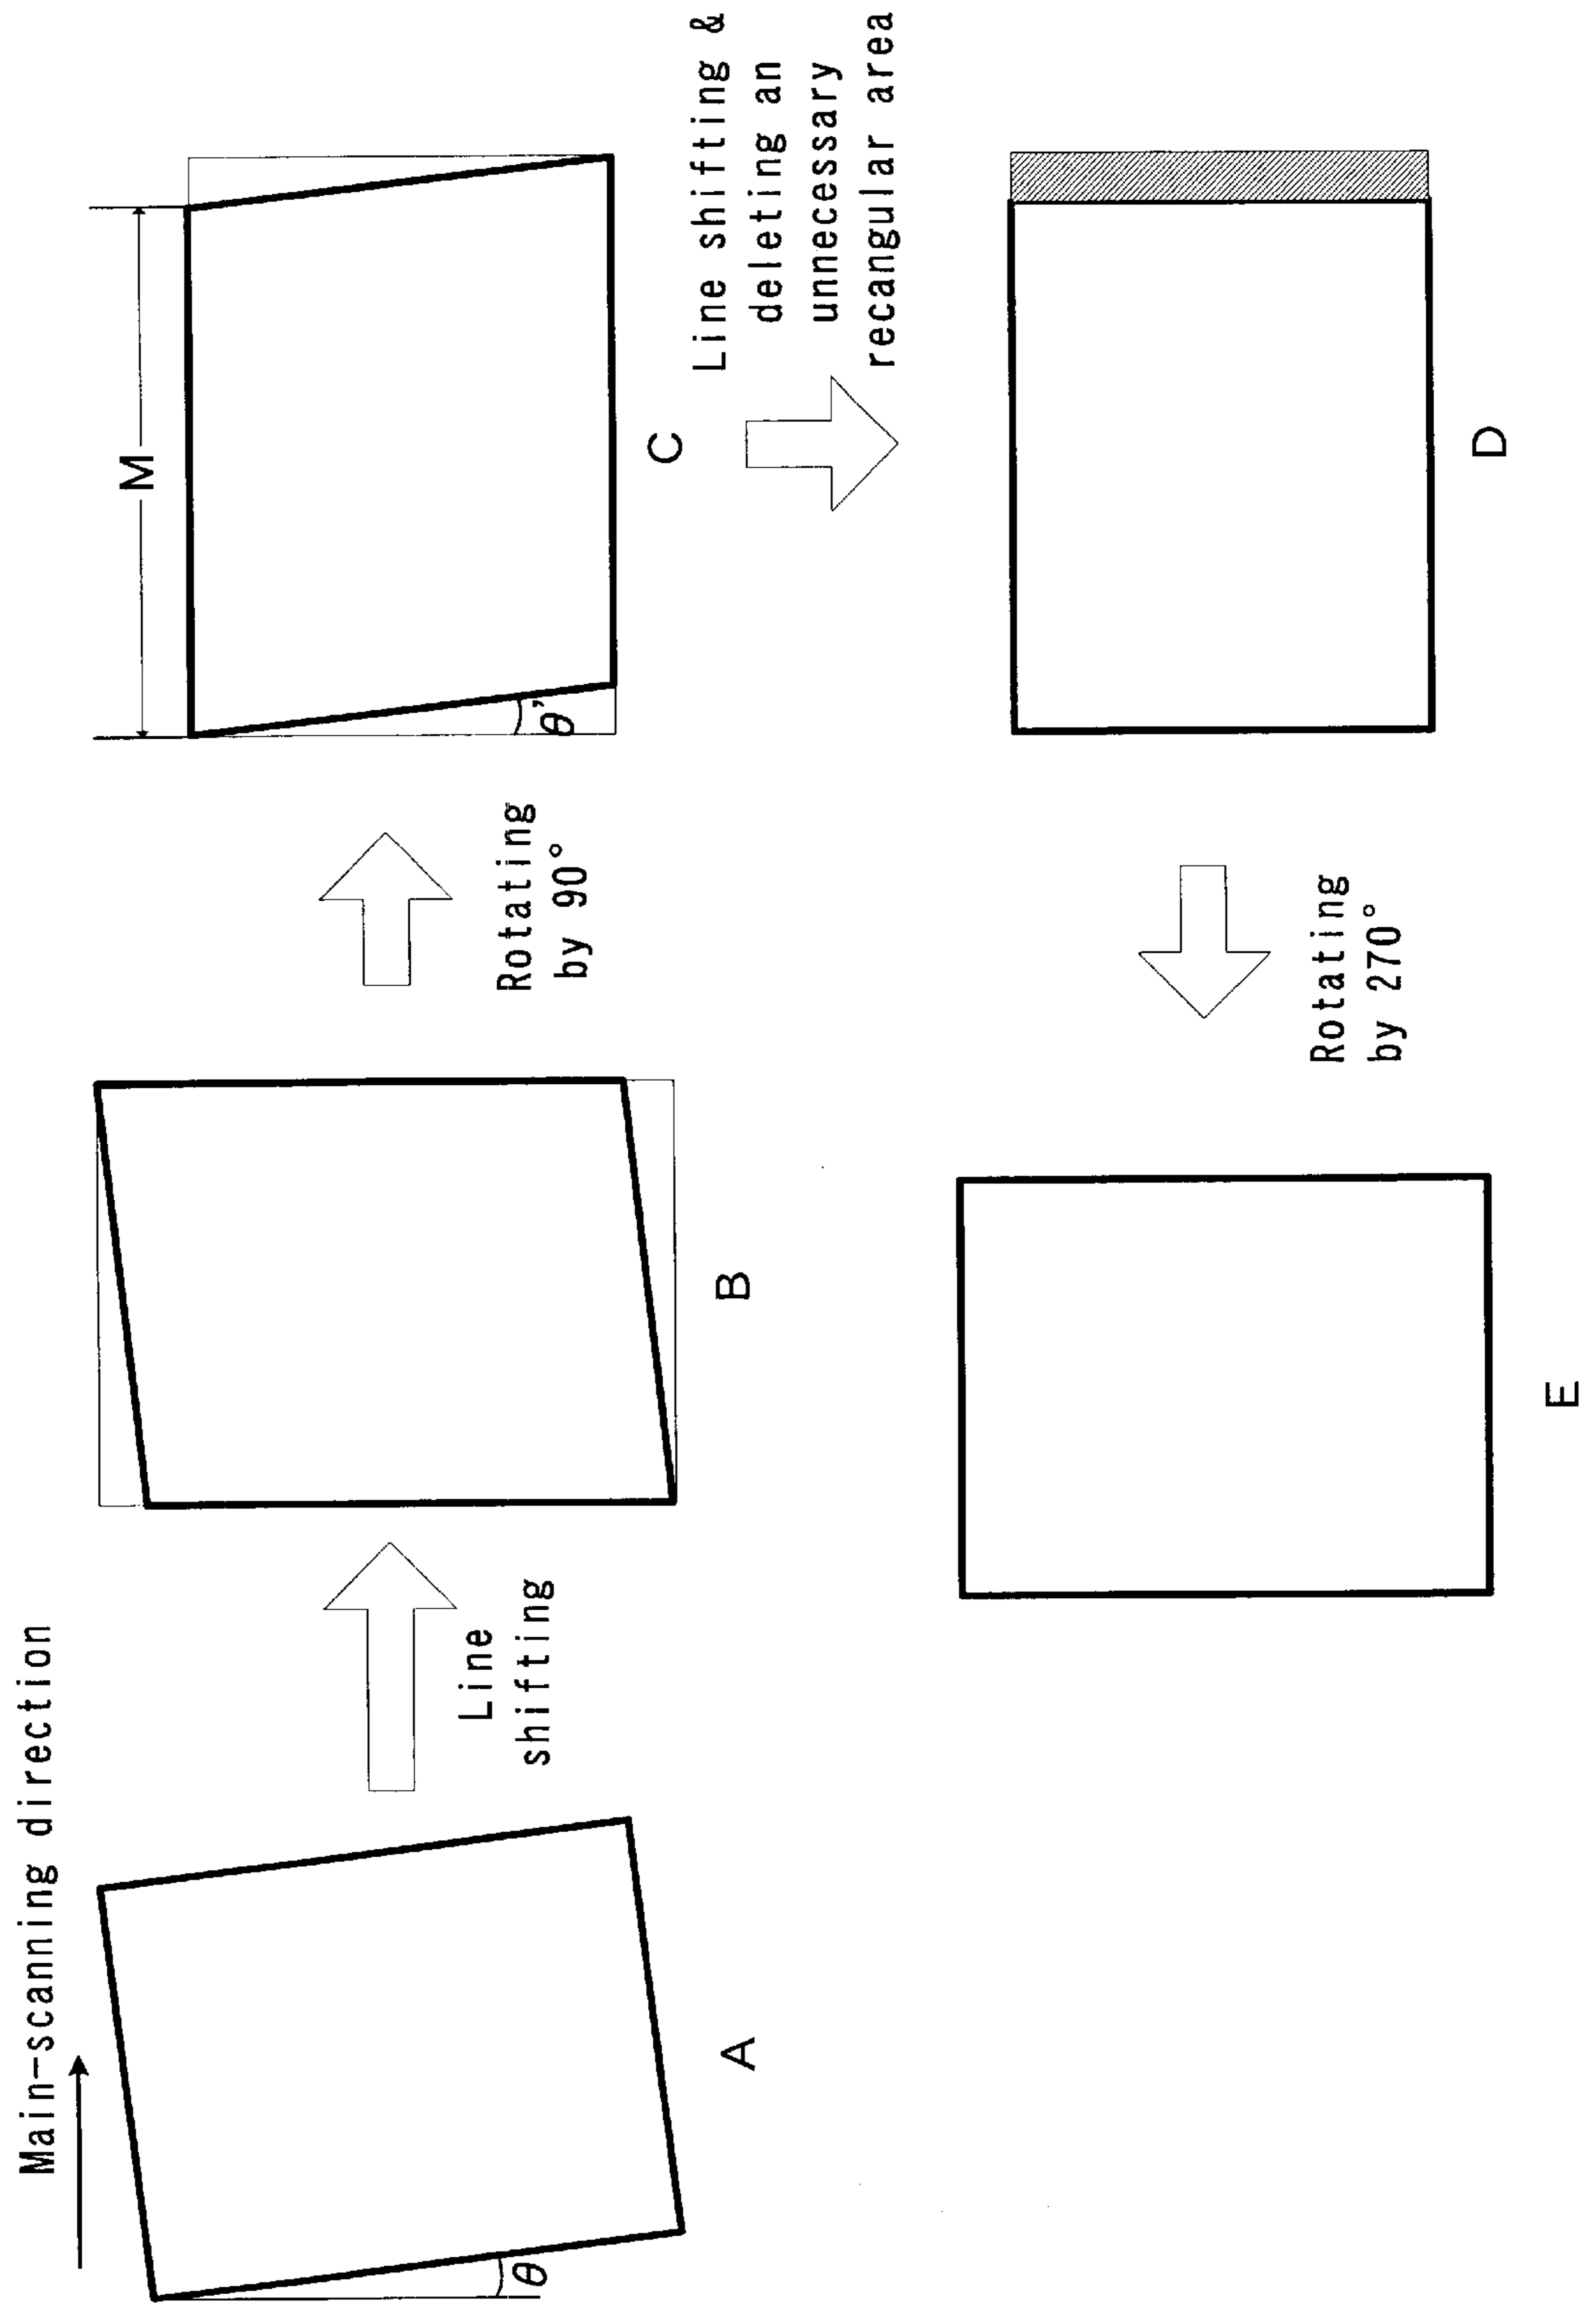 Main-scanning direction
θ
A
Line
shifting
B
Rotating
by 90°
M
θ'
C
Line shifting &
deleting an
unnecessary
recangular area
D
Rotating
by 270°
E